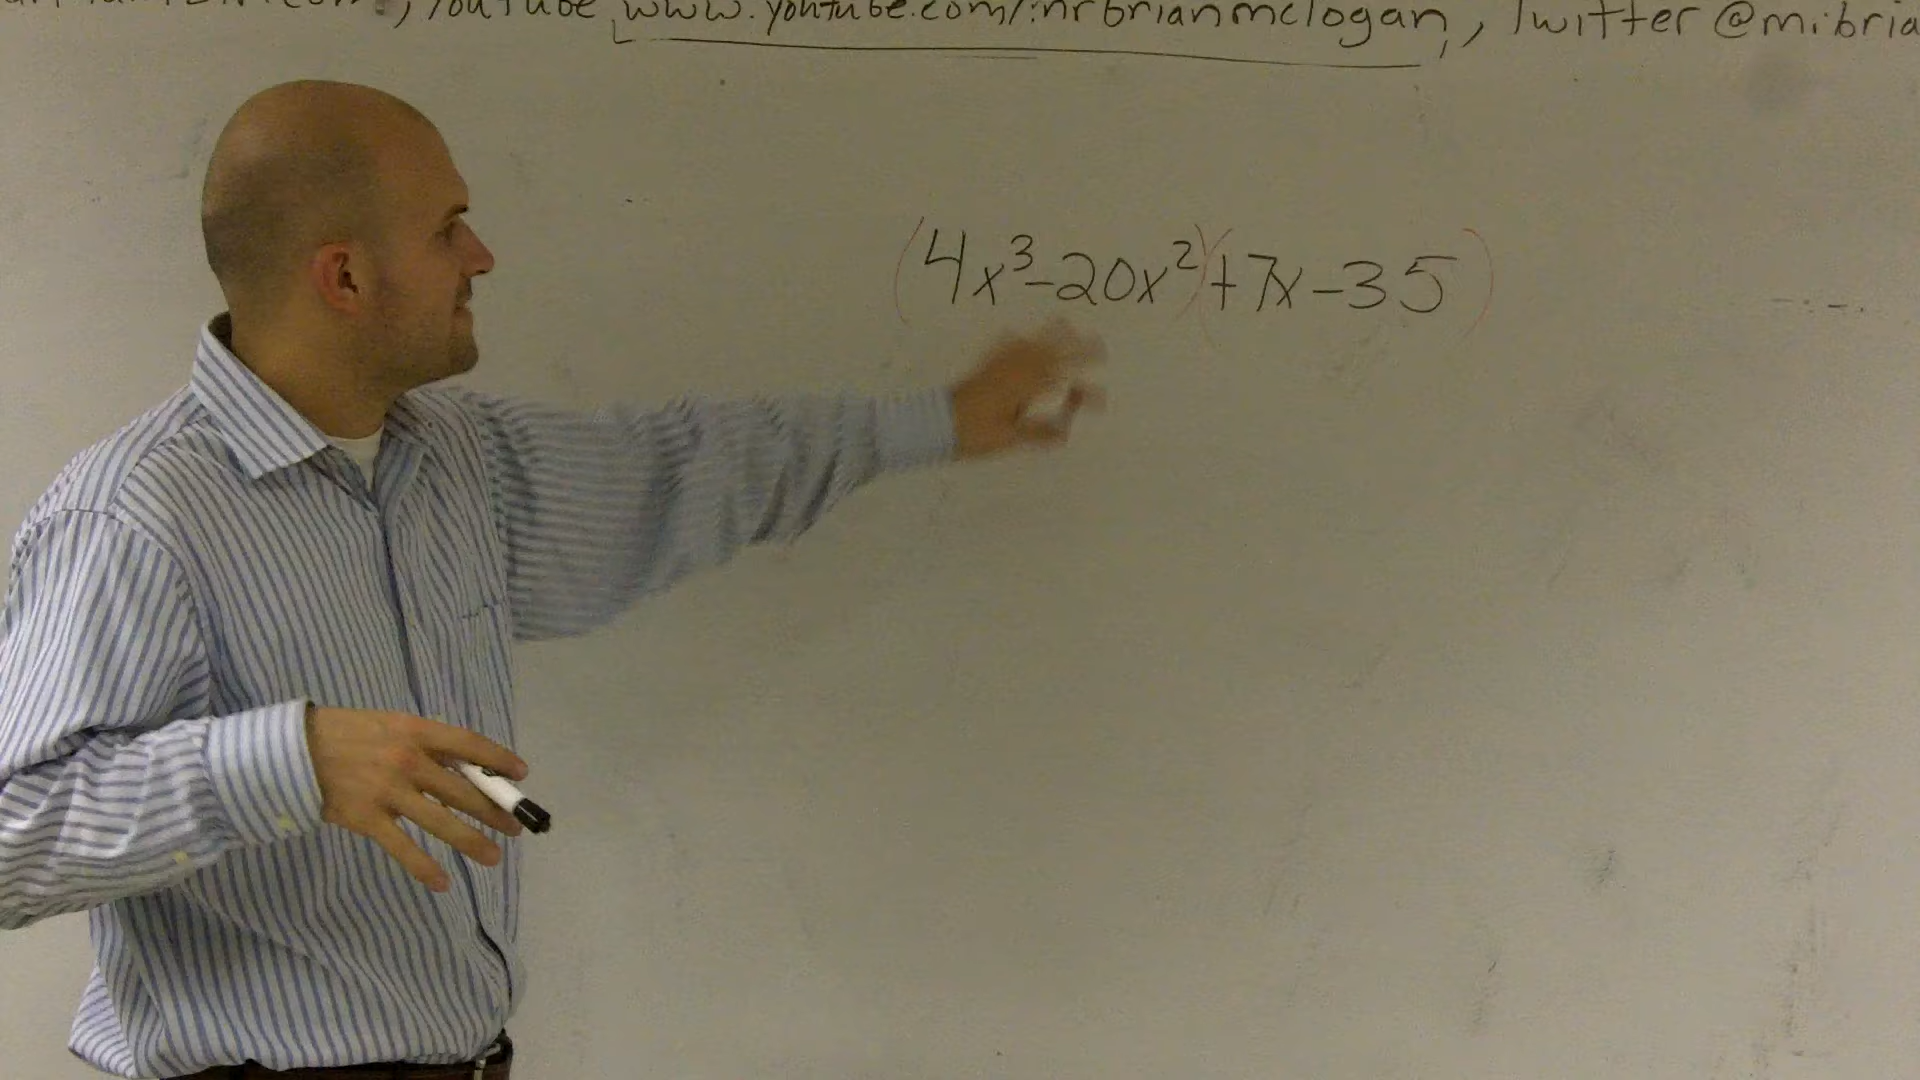 , YouTube www.youtube.com/mrbrianmclogan, Twitter @mrbria
(4x³-20x²)(+7x-35)